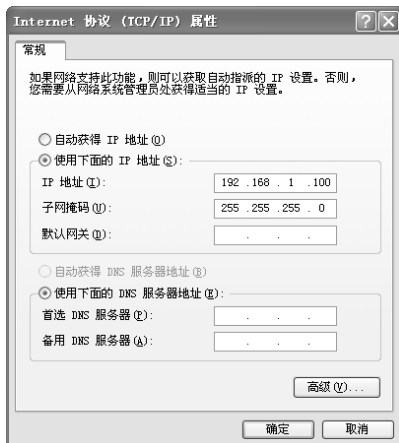 Internet 协议 (TCP/IP) 属性
常规
如果网络支持此功能，则可以获取自动指派的 IP 设置。否则，
您需要从网络系统管理员处获得适当的 IP 设置。
自动获得 IP 地址(O)
使用下面的 IP 地址(S):
IP 地址(I): 192 .168 . 1 .100
子网掩码(U): 255 .255 .255 . 0
默认网关(D): . . .
自动获得 DNS 服务器地址(B)
使用下面的 DNS 服务器地址(E):
首选 DNS 服务器(P): . . .
备用 DNS 服务器(A): . . .
高级(V)...
确定 取消